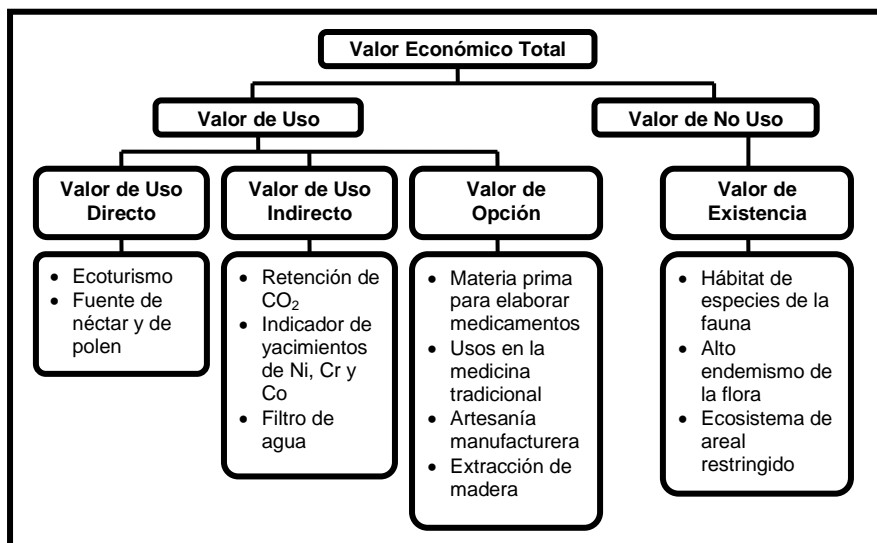 Valor Económico Total
Valor de Uso
Valor de No Uso
Valor de Uso
Directo
Valor de Uso
Indirecto
Valor de
Opción
Valor de
Existencia
• Ecoturismo
• Fuente de
néctar y de
polen
• Retención de
CO₂
• Indicador de
yacimientos
de Ni, Cr y
Co
• Filtro de
agua
• Materia prima
para elaborar
medicamentos
• Usos en la
medicina
tradicional
• Artesanía
manufacturera
• Extracción de
madera
• Hábitat de
especies de la
fauna
• Alto
endemismo de
la flora
• Ecosistema de
areal
restringido